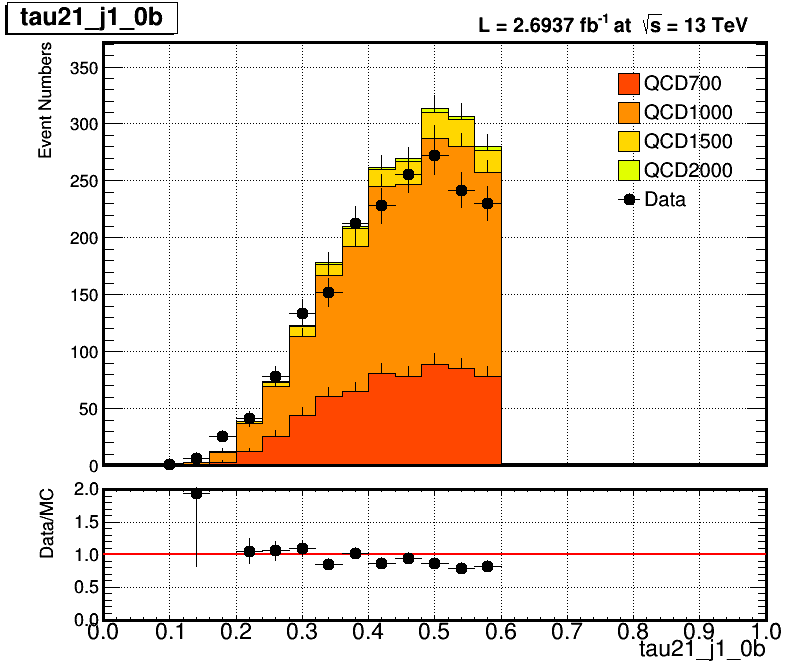 tau21_j1_0b
L = 2.6937 fb-1 at √s = 13 TeV
Event Numbers
350
300
250
200
150
100
50
0
QCD700
QCD1000
QCD1500
QCD2000
Data
Data/MC
2.0
1.5
1.0
0.5
0.0
0.0 0.1 0.2 0.3 0.4 0.5 0.6 0.7 0.8 0.9 1.0
tau21_j1_0b